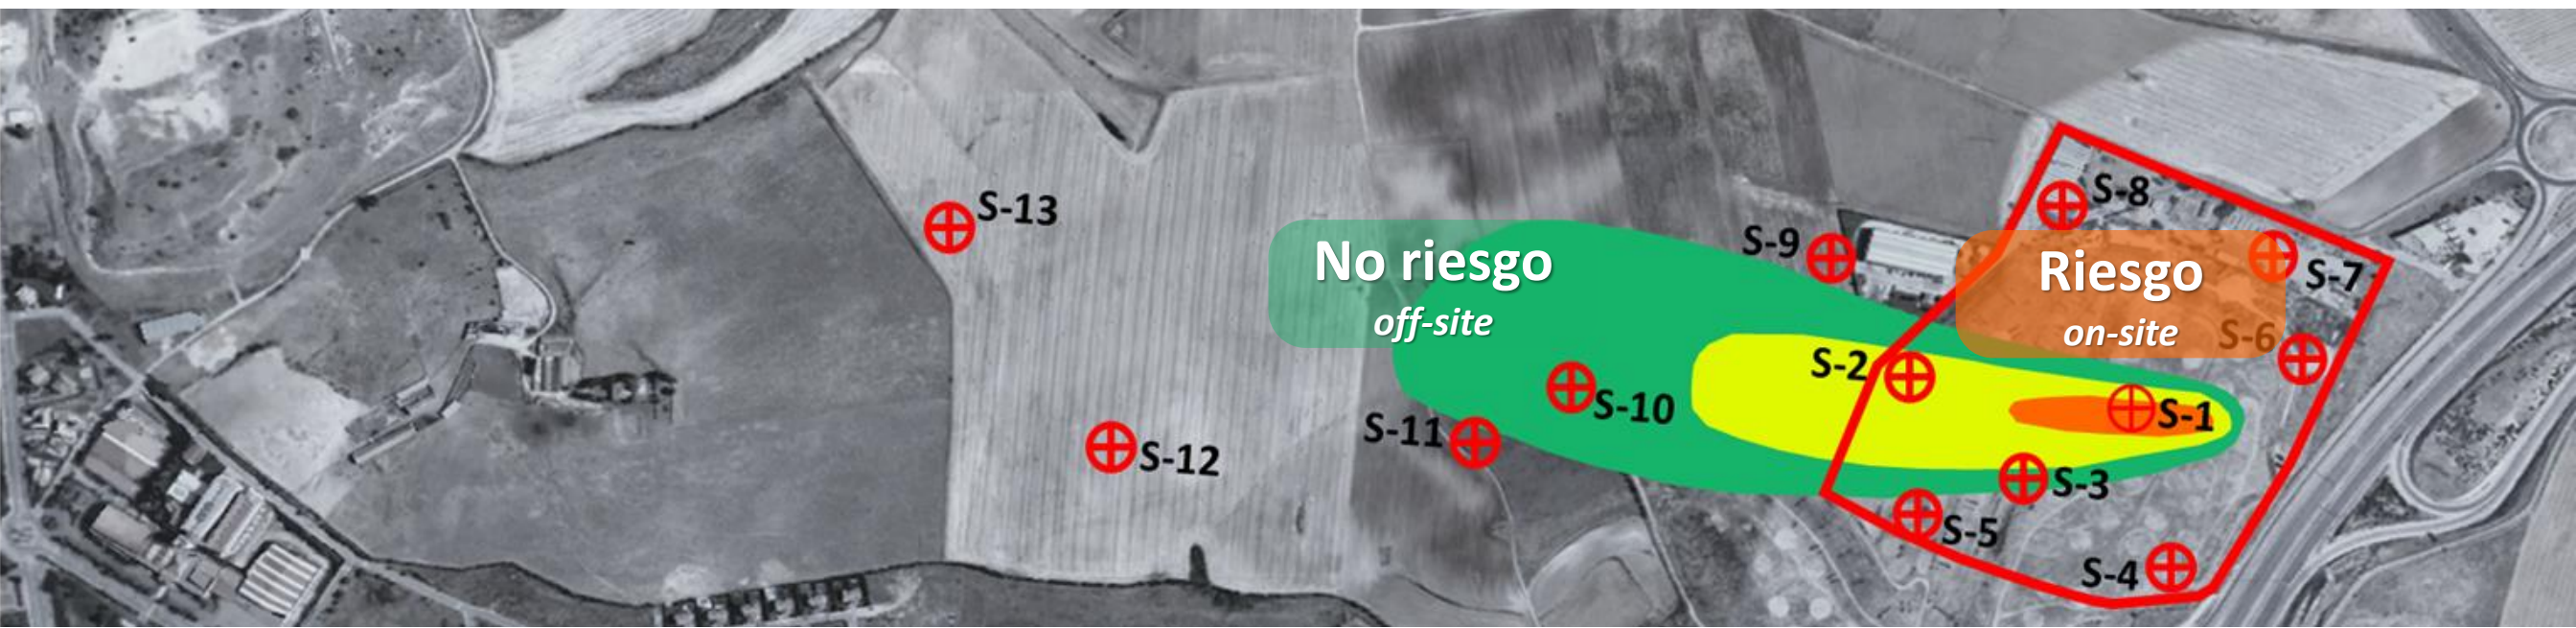 S-13
S-8
No riesgo
off-site
S-9
Riesgo
on-site
S-7
S-6
S-2
S-10
S-1
S-11
S-12
S-3
S-5
S-4